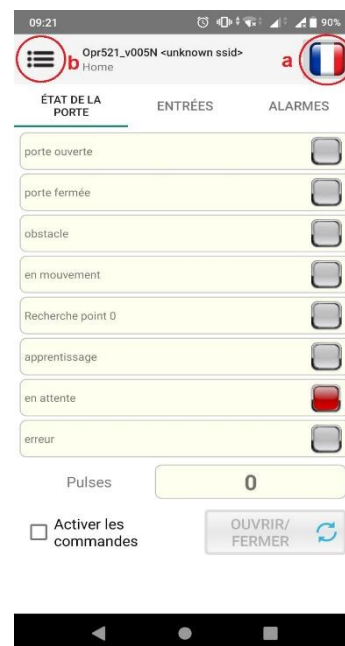 09:21
90%
b
Opr521_v005N <unknown ssid>
Home
a
ÉTAT DE LA
PORTE
ENTRÉES
ALARMES
porte ouverte
porte fermée
obstacle
en mouvement
Recherche point 0
apprentissage
en attente
erreur
Pulses
0
Activer les
commandes
OUVRIR/
FERMER